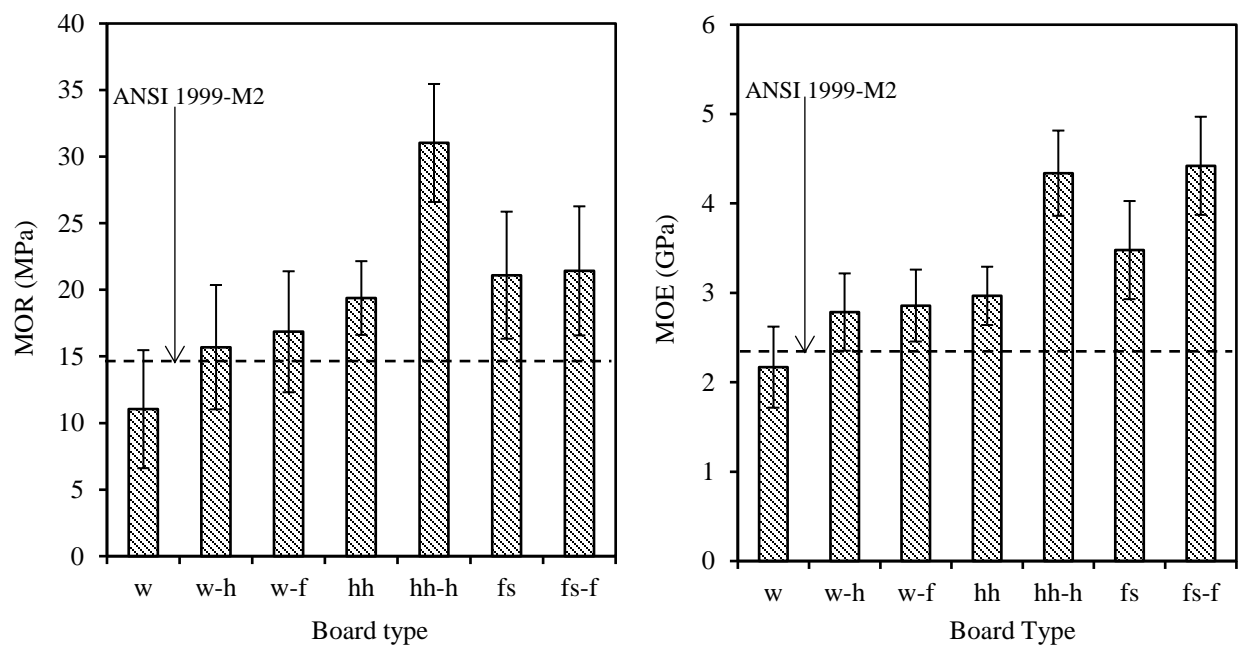 MOR (MPa)
40
35
30
25
20
15
10
5
0
ANSI 1999-M2
w w-h w-f hh hh-h fs fs-f
Board type
MOE (GPa)
6
5
4
3
2
1
0
ANSI 1999-M2
w w-h w-f hh hh-h fs fs-f
Board Type